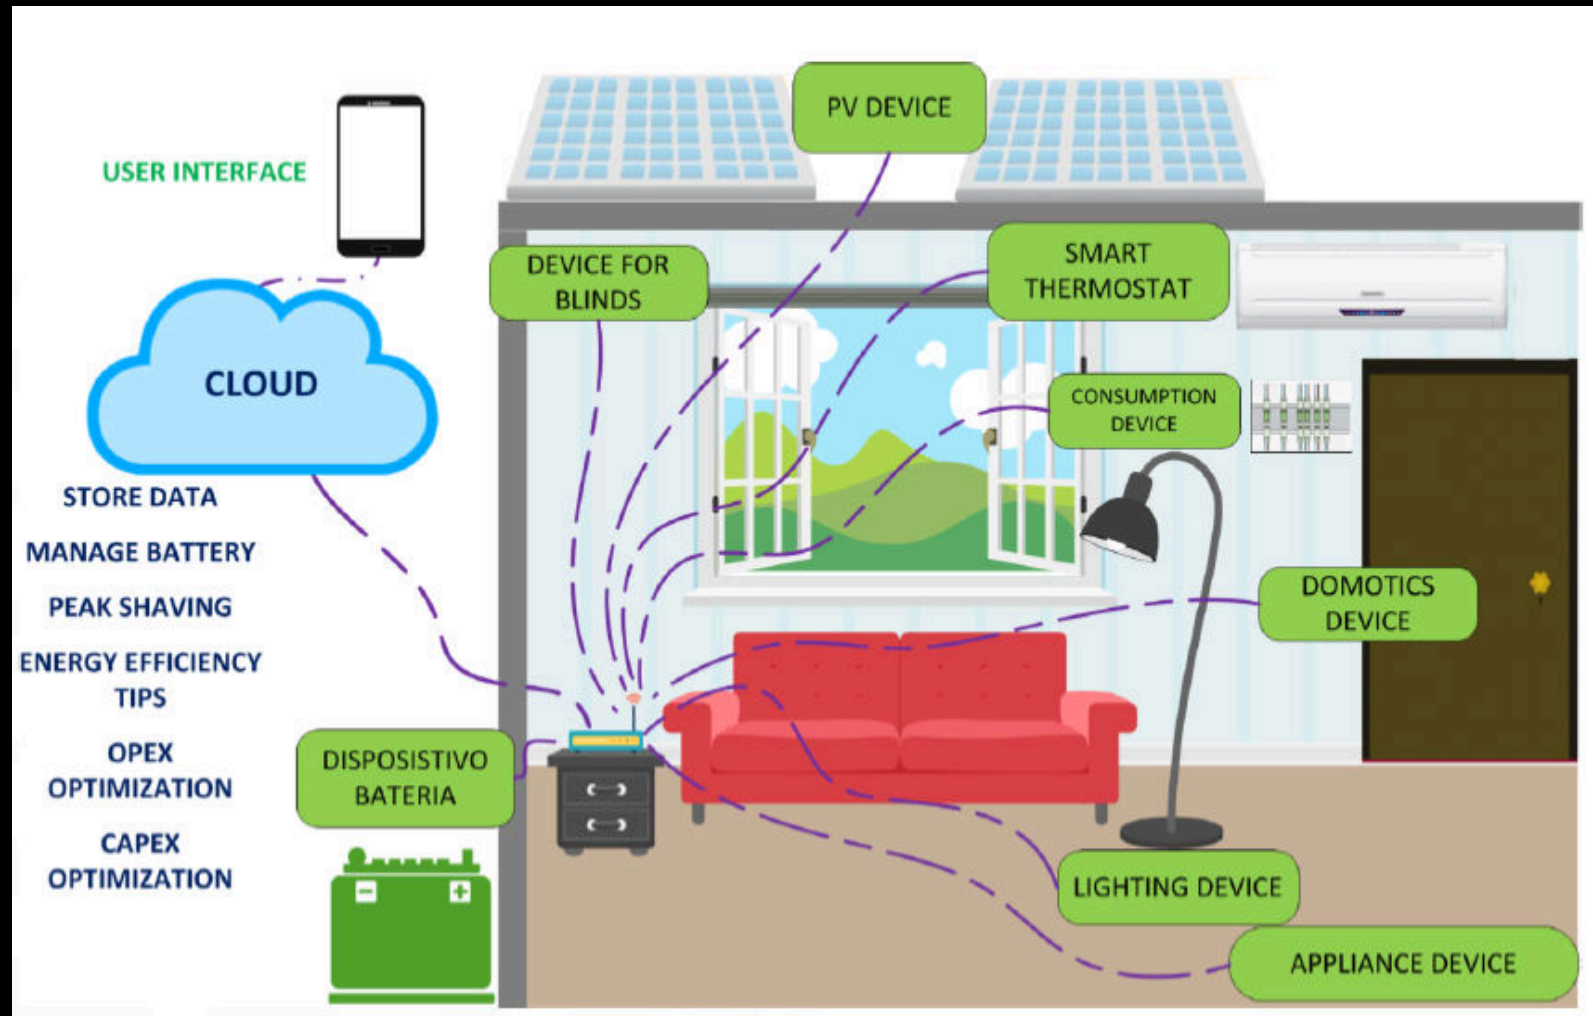 PV DEVICE
USER INTERFACE
DEVICE FOR
BLINDS
SMART
THERMOSTAT
CLOUD
CONSUMPTION
DEVICE
STORE DATA
MANAGE BATTERY
PEAK SHAVING
ENERGY EFFICIENCY
TIPS
OPEX
OPTIMIZATION
CAPEX
OPTIMIZATION
DOMOTICS
DEVICE
DISPOSISTIVO
BATERIA
LIGHTING DEVICE
APPLIANCE DEVICE